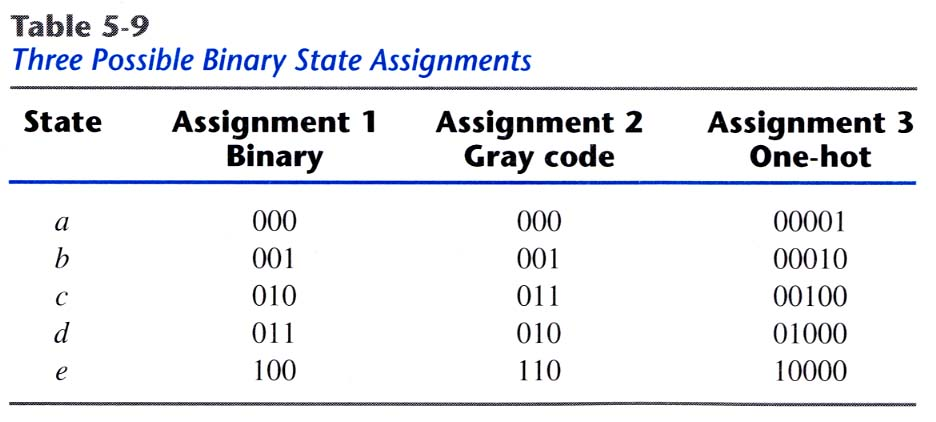 Table 5-9
Three Possible Binary State Assignments
State Assignment 1 Assignment 2 Assignment 3
Binary Gray code One-hot
a 000 000 00001
b 001 001 00010
c 010 011 00100
d 011 010 01000
e 100 110 10000